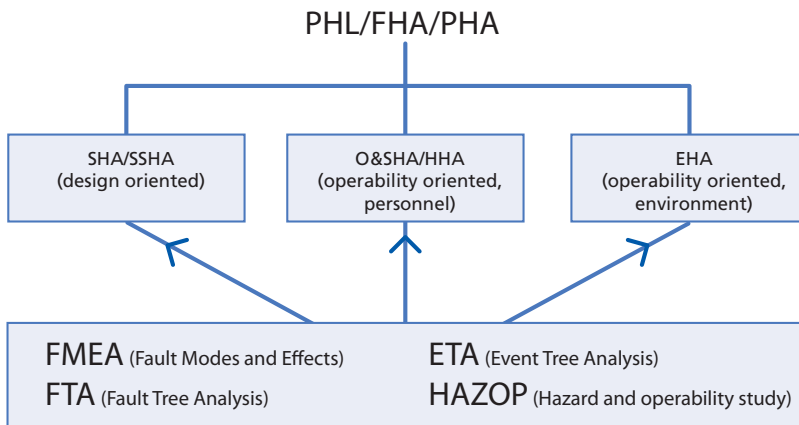 PHL/FHA/PHA
SHA/SSHA
(design oriented)
O&SHA/HHA
(operability oriented,
personnel)
EHA
(operability oriented,
environment)
FMEA (Fault Modes and Effects)
FTA (Fault Tree Analysis)
ETA (Event Tree Analysis)
HAZOP (Hazard and operability study)